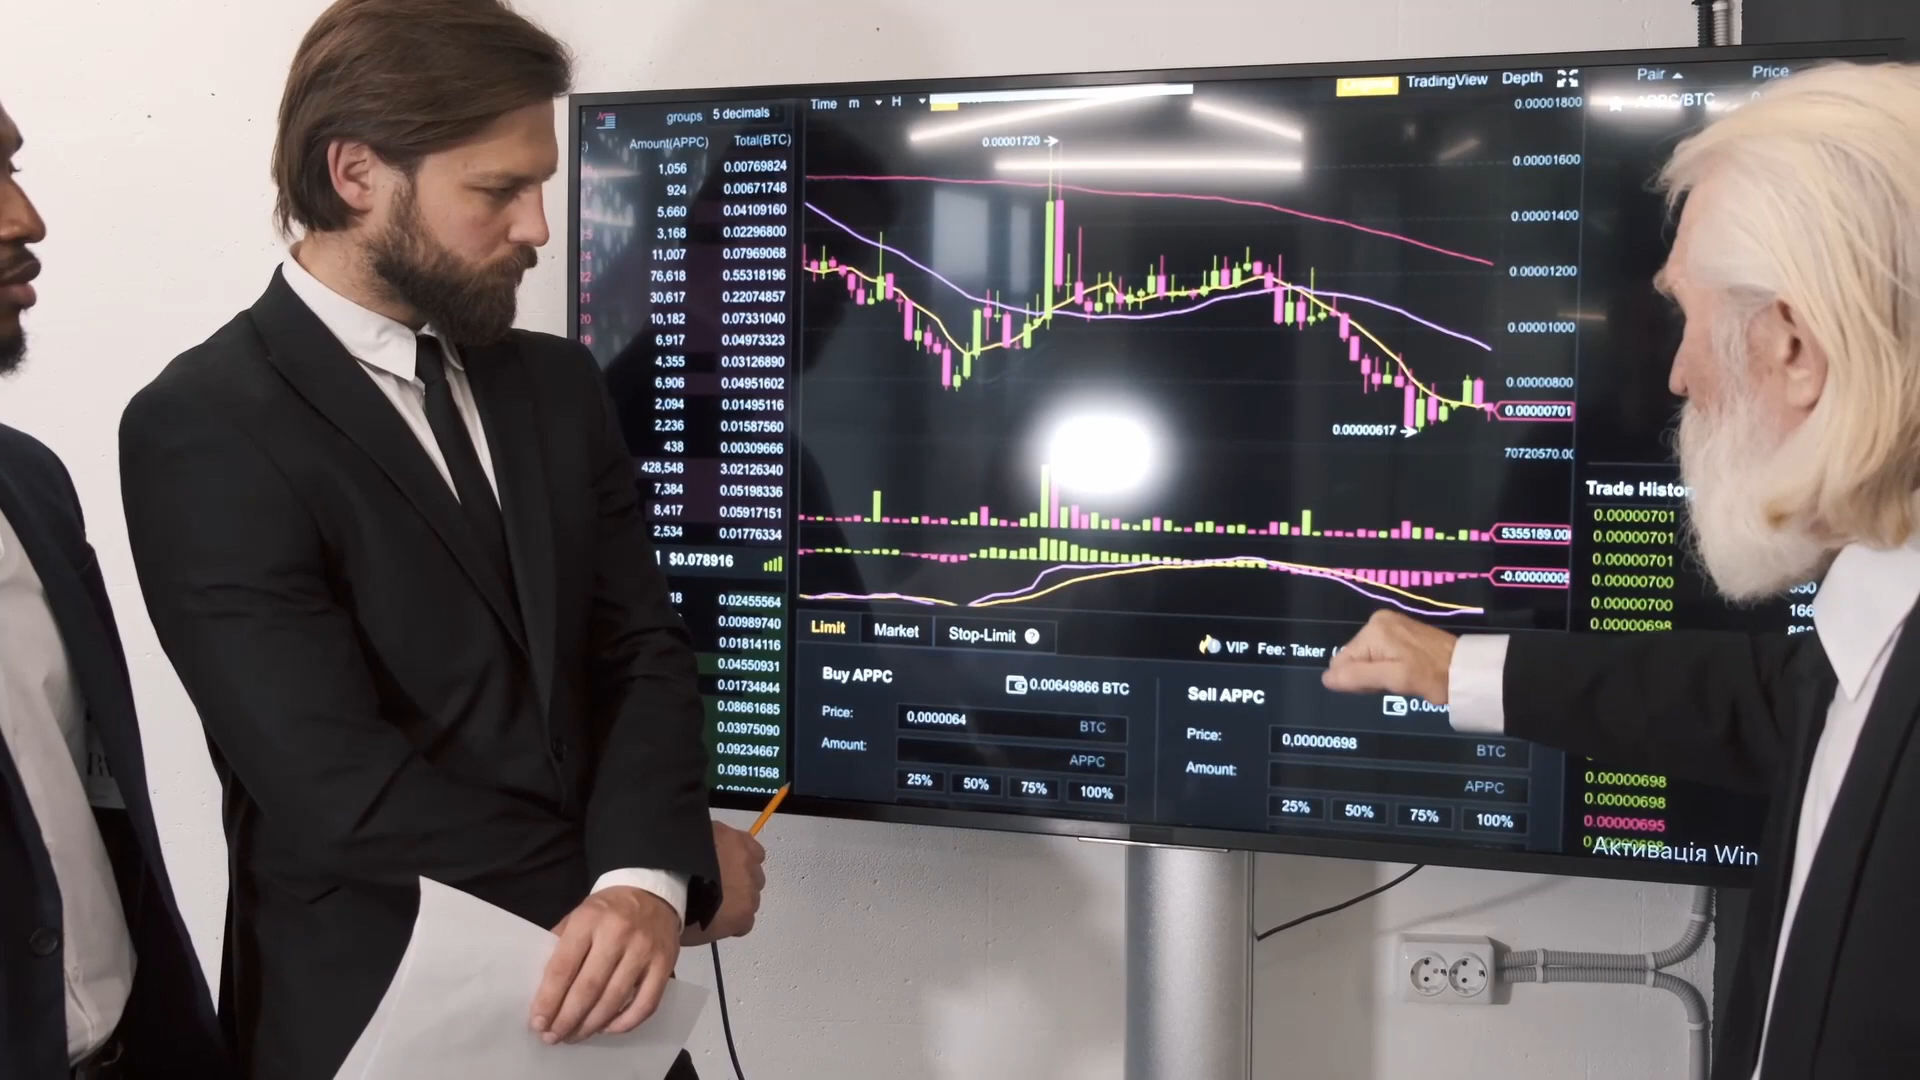 groups 5 decimals
Amount(APPC) Total(BTC)
1,056 0.00769824
924 0.00671748
5,660 0.04109160
3,168 0.02296800
11,007 0.07969068
76,618 0.55318196
30,617 0.22074857
10,182 0.07331040
6,917 0.04973323
4,355 0.03126890
6,906 0.04951602
2,094 0.01495116
2,236 0.01587560
438 0.00309666
428,548 3.02126340
7,384 0.05198336
8,417 0.05917151
2,534 0.01776334
$0.078916
18 0.02455564
0.00989740
0.01814116
0.04550931
0.01734844
0.08661685
0.03975090
0.09234667
0.09811568
Time m H
TradingView Depth
0.00001720
0.00000617
0.00001800
0.00001600
0.00001400
0.00001200
0.00001000
0.00000800
0.00000701
70720570.00
5355189.00
-0.00000005
Limit Market Stop-Limit ?
VIP Fee: Taker
Buy APPC 0.00649866 BTC
Price: 0,0000064 BTC
Amount: APPC
25% 50% 75% 100%
Sell APPC
Price: 0,00000698 BTC
Amount: APPC
25% 50% 75% 100%
Pair Price
APPC/BTC
Trade Histor
0.00000701
0.00000701
0.00000701
0.00000700
0.00000700
0.00000698
166
0.00000698
0.00000698
0.00000695
Активація Win